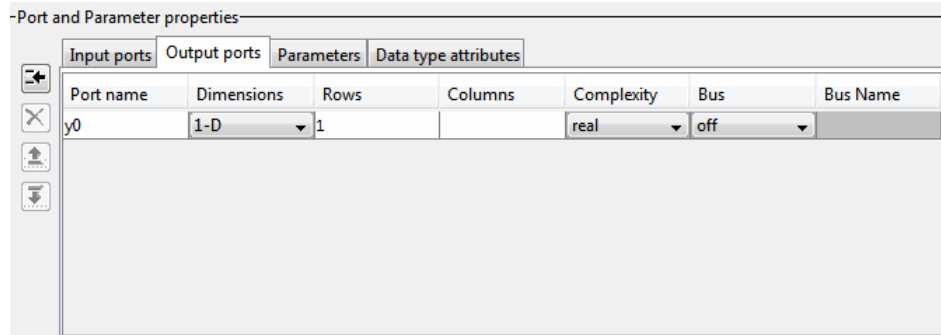 Port and Parameter properties
Input ports Output ports Parameters Data type attributes
Port name Dimensions Rows Columns Complexity Bus Bus Name
y0 1-D 1 real off